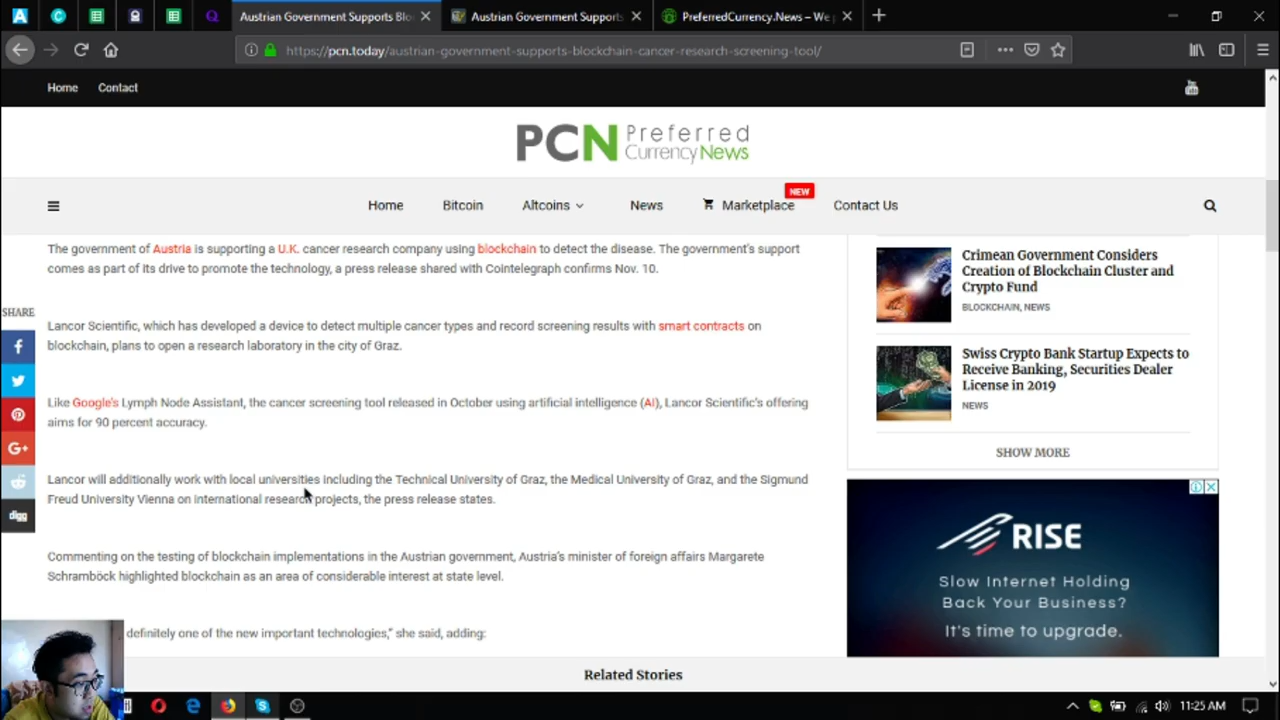 Austrian Government Supports Blo
Austrian Government Supports
PreferredCurrency.News – We
https://pcn.today/austrian-government-supports-blockchain-cancer-research-screening-tool/
Home Contact
PCN Preferred
CurrencyNews
NEW
Home Bitcoin Altcoins News Marketplace Contact Us
The government of Austria is supporting a U.K. cancer research company using blockchain to detect the disease. The government's support
comes as part of its drive to promote the technology, a press release shared with Cointelegraph confirms Nov. 10.
SHARE
Lancor Scientific, which has developed a device to detect multiple cancer types and record screening results with smart contracts on
blockchain, plans to open a research laboratory in the city of Graz.
Like Google's Lymph Node Assistant, the cancer screening tool released in October using artificial intelligence (AI), Lancor Scientific's offering
aims for 90 percent accuracy.
Lancor will additionally work with local universities including the Technical University of Graz, the Medical University of Graz, and the Sigmund
Freud University Vienna on international research projects, the press release states.
digg
Commenting on the testing of blockchain implementations in the Austrian government, Austria's minister of foreign affairs Margarete
Schramböck highlighted blockchain as an area of considerable interest at state level.
definitely one of the new important technologies," she said, adding:
Crimean Government Considers
Creation of Blockchain Cluster and
Crypto Fund
BLOCKCHAIN, NEWS
Swiss Crypto Bank Startup Expects to
Receive Banking, Securities Dealer
License in 2019
NEWS
SHOW MORE
RISE
Slow Internet Holding
Back Your Business?
It's time to upgrade.
Related Stories
11:25 AM